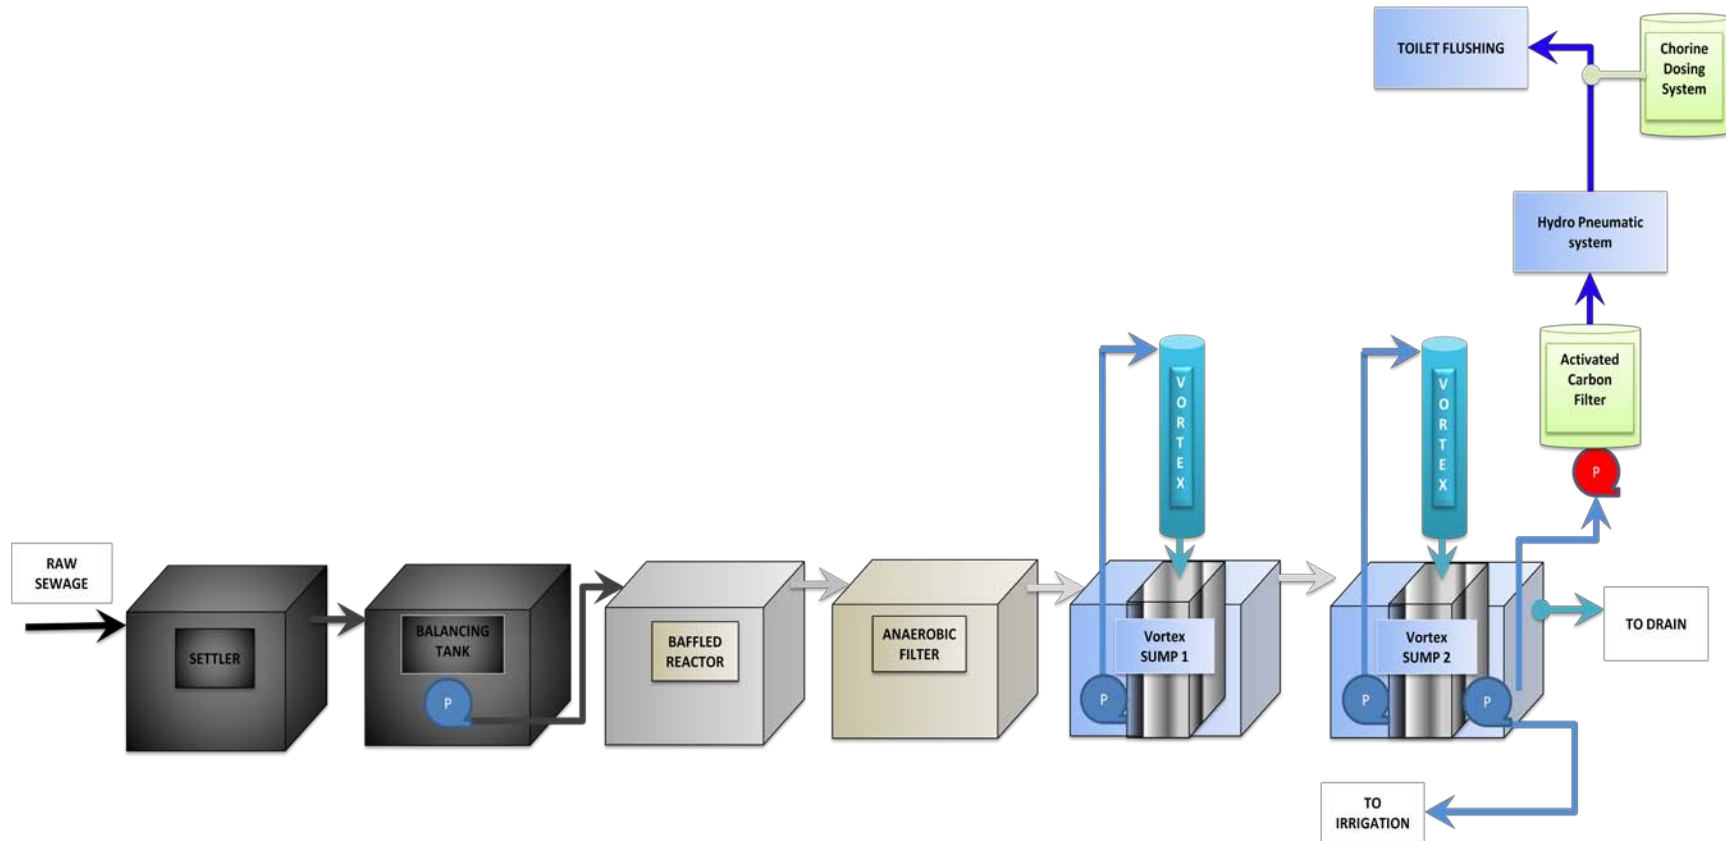 TOILET FLUSHING
Chorine
Dosing
System
Hydro Pneumatic
system
Activated
Carbon
Filter
P
V
O
R
T
E
X
V
O
R
T
E
X
RAW
SEWAGE
SETTLER
BALANCING
TANK
P
BAFFLED
REACTOR
ANAEROBIC
FILTER
Vortex
SUMP 1
P
Vortex
SUMP 2
P
P
TO DRAIN
TO
IRRIGATION